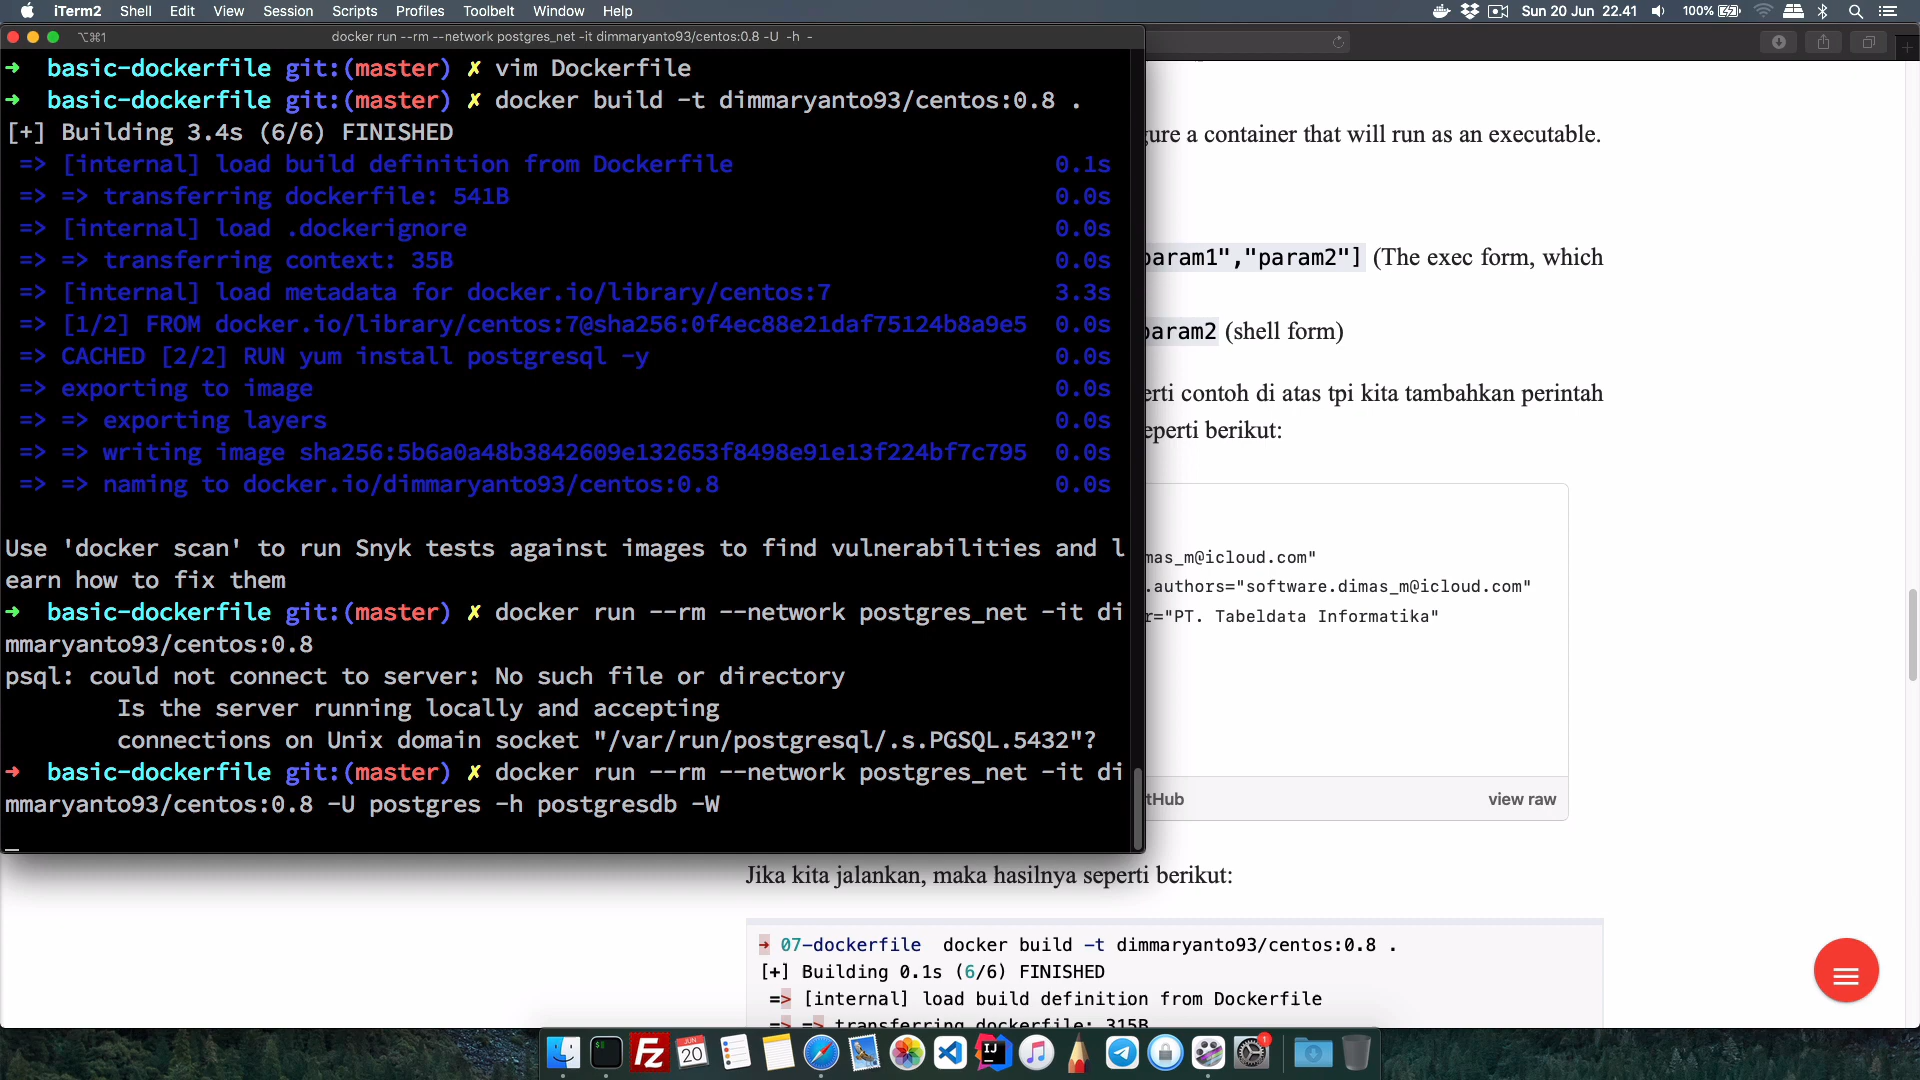 iTerm2 Shell Edit View Session Scripts Profiles Toolbelt Window Help
Sun 20 Jun 22.41 100%
⌥⌘1 docker run --rm --network postgres_net -it dimmaryanto93/centos:0.8 -U -h -
➜ basic-dockerfile git:(master) ✗ vim Dockerfile
➜ basic-dockerfile git:(master) ✗ docker build -t dimmaryanto93/centos:0.8 .
[+] Building 3.4s (6/6) FINISHED
=> [internal] load build definition from Dockerfile 0.1s
=> => transferring dockerfile: 541B 0.0s
=> [internal] load .dockerignore 0.0s
=> => transferring context: 35B 0.0s
=> [internal] load metadata for docker.io/library/centos:7 3.3s
=> [1/2] FROM docker.io/library/centos:7@sha256:0f4ec88e21daf75124b8a9e5 0.0s
=> CACHED [2/2] RUN yum install postgresql -y 0.0s
=> exporting to image 0.0s
=> => exporting layers 0.0s
=> => writing image sha256:5b6a0a48b3842609e132653f8498e91e13f224bf7c795 0.0s
=> => naming to docker.io/dimmaryanto93/centos:0.8 0.0s
Use 'docker scan' to run Snyk tests against images to find vulnerabilities and l
earn how to fix them
➜ basic-dockerfile git:(master) ✗ docker run --rm --network postgres_net -it di
mmaryanto93/centos:0.8
psql: could not connect to server: No such file or directory
Is the server running locally and accepting
connections on Unix domain socket "/var/run/postgresql/.s.PGSQL.5432"?
➜ basic-dockerfile git:(master) ✗ docker run --rm --network postgres_net -it di
mmaryanto93/centos:0.8 -U postgres -h postgresdb -W
gure a container that will run as an executable.
param1","param2"] (The exec form, which
param2 (shell form)
erti contoh di atas tpi kita tambahkan perintah
eperti berikut:
mas_m@icloud.com"
.authors="software.dimas_m@icloud.com"
r="PT. Tabeldata Informatika"
tHub view raw
Jika kita jalankan, maka hasilnya seperti berikut:
➜ 07-dockerfile docker build -t dimmaryanto93/centos:0.8 .
[+] Building 0.1s (6/6) FINISHED
=> [internal] load build definition from Dockerfile
=> => transferring dockerfile: 315B
JUN
20
1